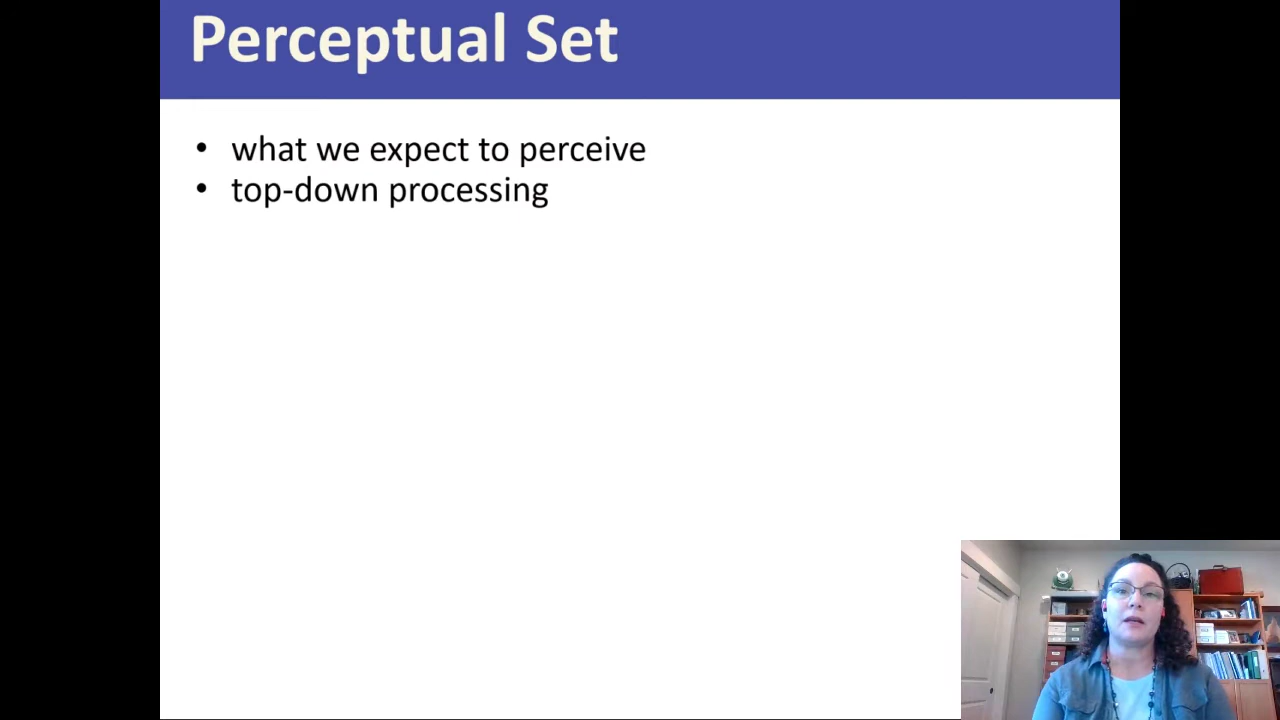 Perceptual Set
• what we expect to perceive
• top-down processing